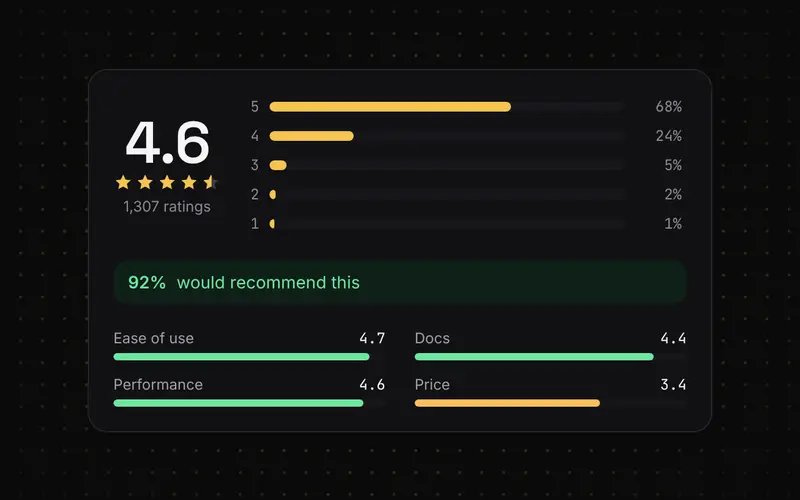 4.6
1,307 ratings
5 68%
4 24%
3 5%
2 2%
1 1%
92% would recommend this
Ease of use 4.7
Docs 4.4
Performance 4.6
Price 3.4